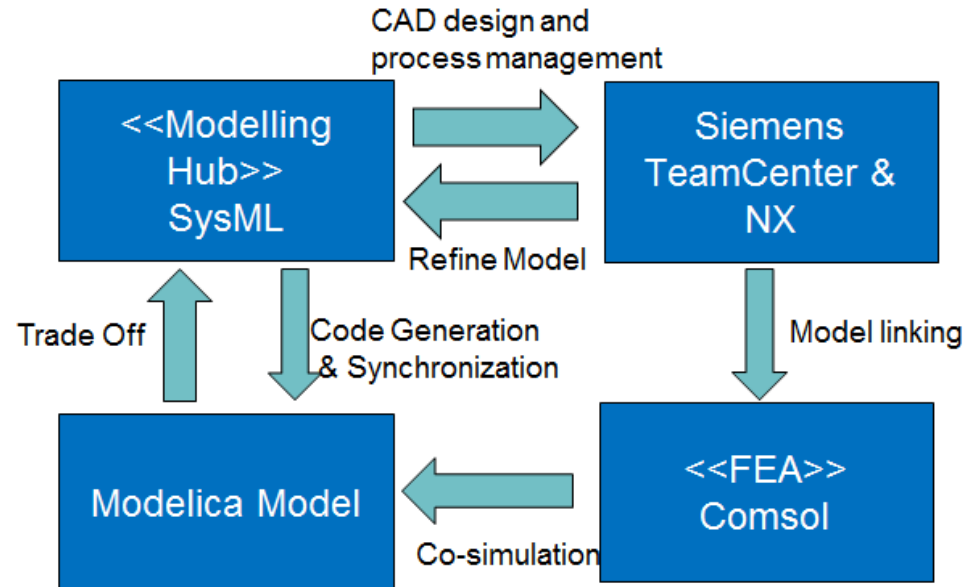 CAD design and
process management
<<Modelling
Hub>>
SysML
Siemens
TeamCenter &
NX
Refine Model
Trade Off
Code Generation
& Synchronization
Model linking
Modelica Model
<<FEA>>
Comsol
Co-simulation